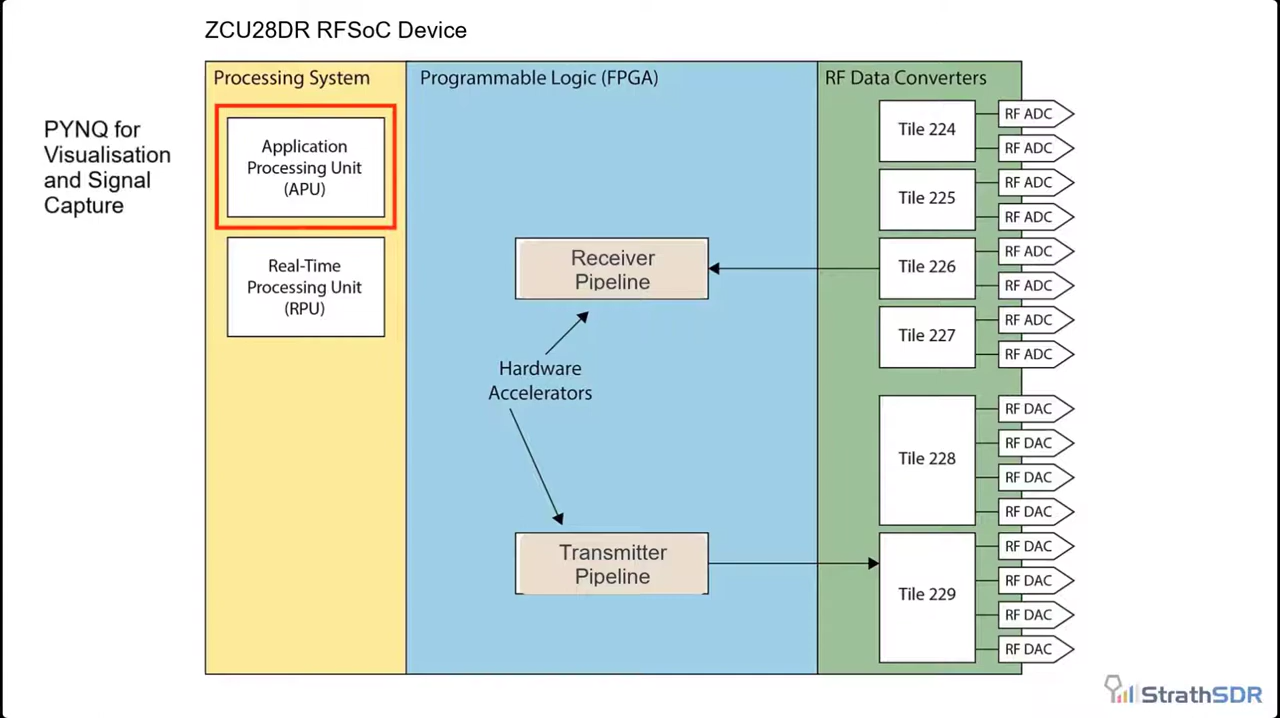 ZCU28DR RFSoC Device
Processing System
Programmable Logic (FPGA)
RF Data Converters
PYNQ for
Visualisation
and Signal
Capture
Application
Processing Unit
(APU)
Real-Time
Processing Unit
(RPU)
Receiver
Pipeline
Hardware
Accelerators
Transmitter
Pipeline
Tile 224
RF ADC
RF ADC
Tile 225
RF ADC
RF ADC
Tile 226
RF ADC
RF ADC
Tile 227
RF ADC
RF ADC
Tile 228
RF DAC
RF DAC
RF DAC
RF DAC
Tile 229
RF DAC
RF DAC
RF DAC
RF DAC
StrathSDR